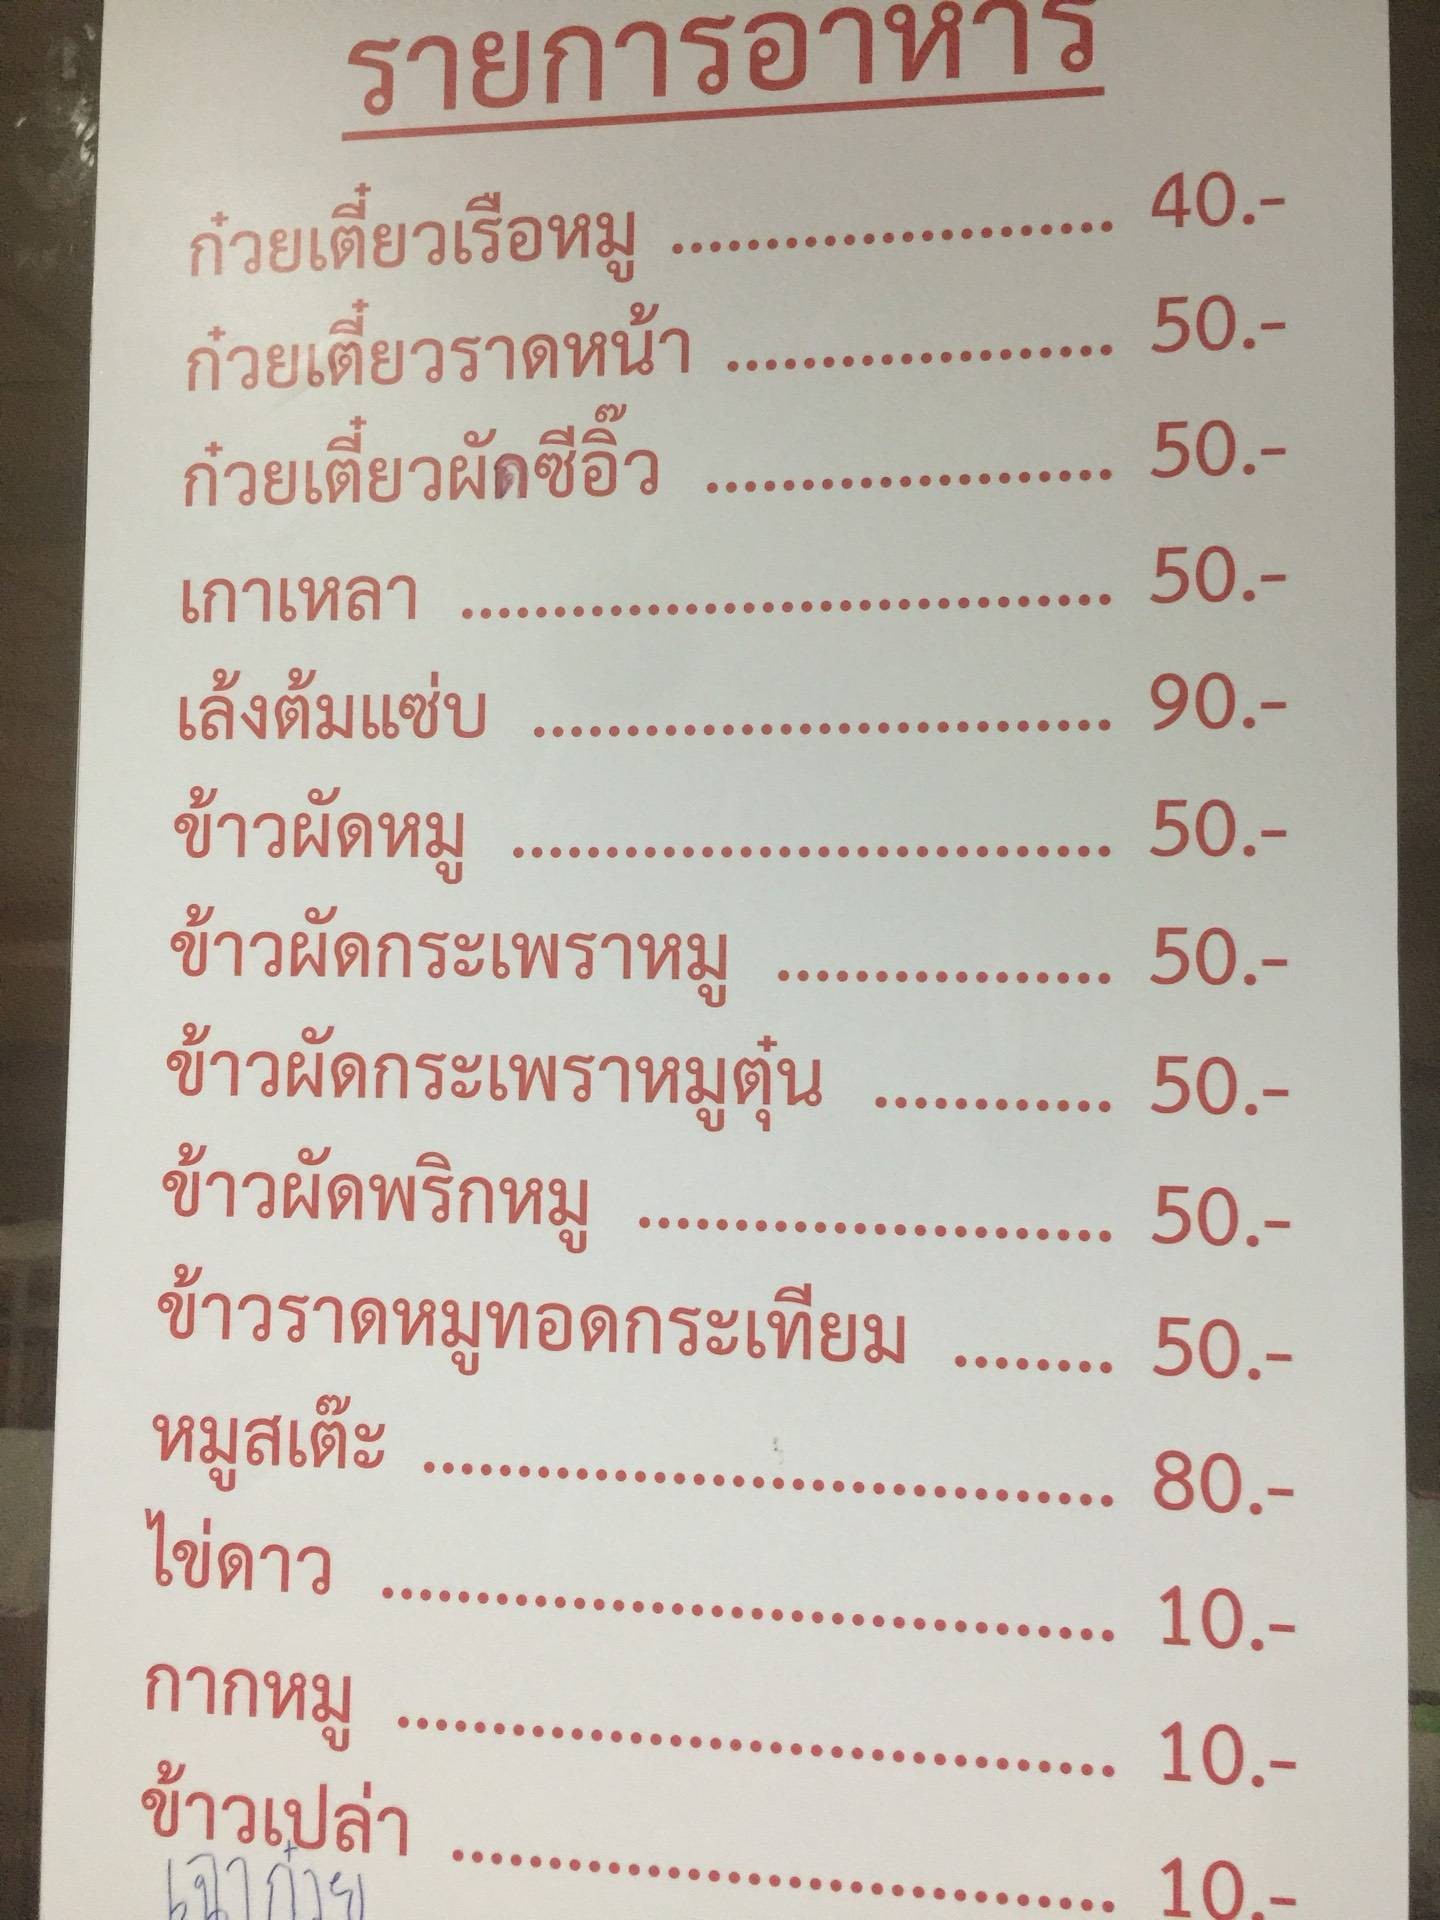 รายการอาหาร
ก๋วยเตี๋ยวเรือหมู ....................... 40.-
ก๋วยเตี๋ยวราดหน้า .................... 50.-
ก๋วยเตี๋ยวผัดซีอิ๊ว ..................... 50.-
เกาเหลา .................................. 50.-
เล้งต้มแซ่บ .............................. 90.-
ข้าวผัดหมู ............................... 50.-
ข้าวผัดกระเพราหมู ................. 50.-
ข้าวผัดกระเพราหมูตุ๋น ............ 50.-
ข้าวผัดพริกหมู ........................ 50.-
ข้าวราดหมูทอดกระเทียม ........ 50.-
หมูสเต๊ะ .................................... 80.-
ไข่ดาว ...................................... 10.-
กากหมู ..................................... 10.-
ข้าวเปล่า .................................. 10.-
เฉาก๋วย